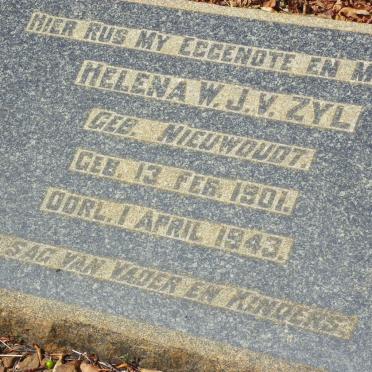 HIER RUS MY EGGENOTE EN M
HELENA W.J.V. ZYL
GEB. NIEUWOUDT.
GEB. 13 FEB. 1901.
OORL. 1 APRIL 1943.
SAG VAN VADER EN KINDERS.